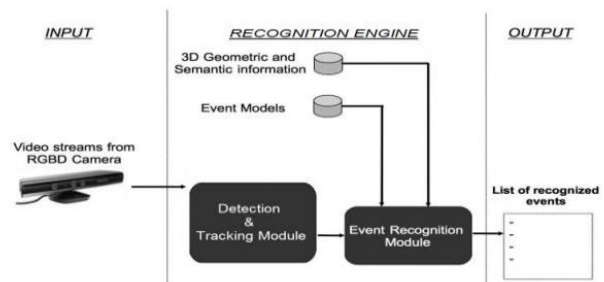 INPUT
RECOGNITION ENGINE
OUTPUT
3D Geometric and
Semantic information
Event Models
Video streams from
RGBD Camera
Detection
&
Tracking Module
Event Recognition
Module
List of recognized
events
-
-
-
-